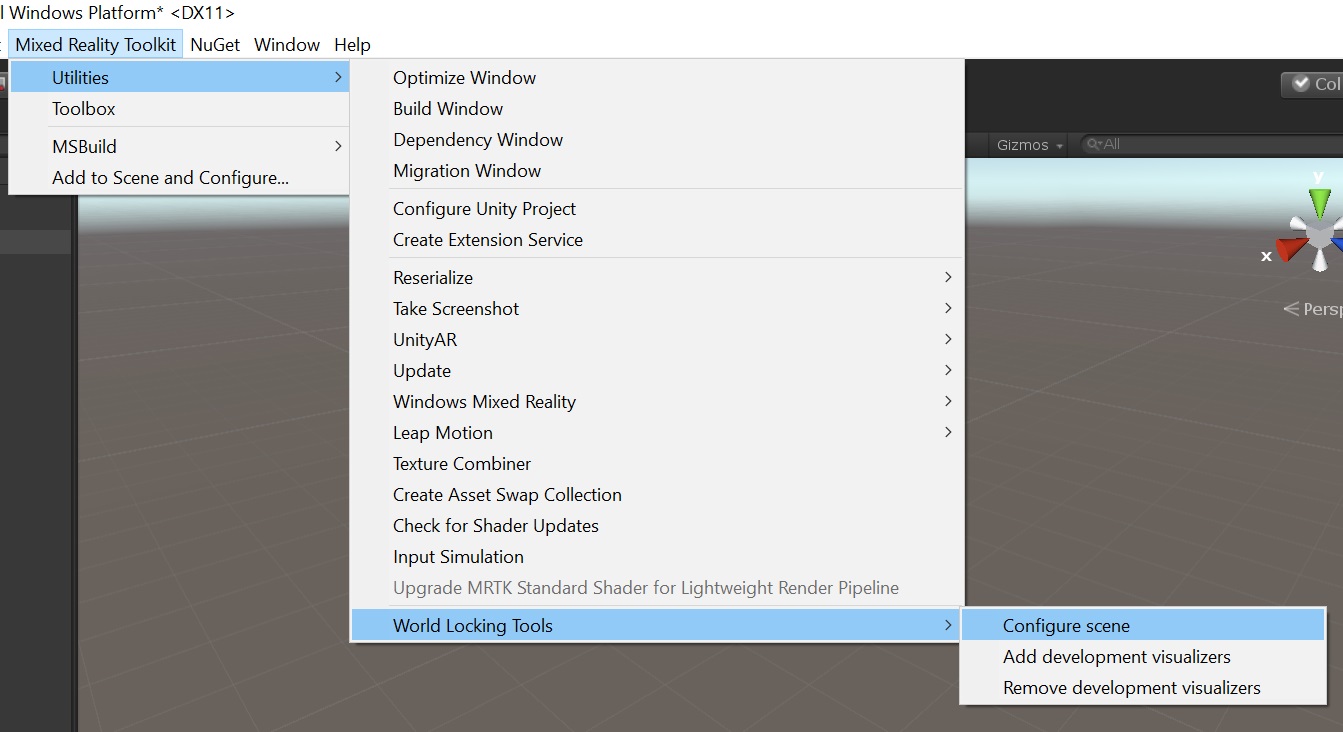 l Windows Platform* <DX11>
Mixed Reality Toolkit NuGet Window Help
Utilities
Toolbox
MSBuild
Add to Scene and Configure...
Optimize Window
Build Window
Dependency Window
Migration Window
Configure Unity Project
Create Extension Service
Reserialize
Take Screenshot
UnityAR
Update
Windows Mixed Reality
Leap Motion
Texture Combiner
Create Asset Swap Collection
Check for Shader Updates
Input Simulation
Upgrade MRTK Standard Shader for Lightweight Render Pipeline
World Locking Tools
Configure scene
Add development visualizers
Remove development visualizers
Col
Gizmos
All
y
x
Persp